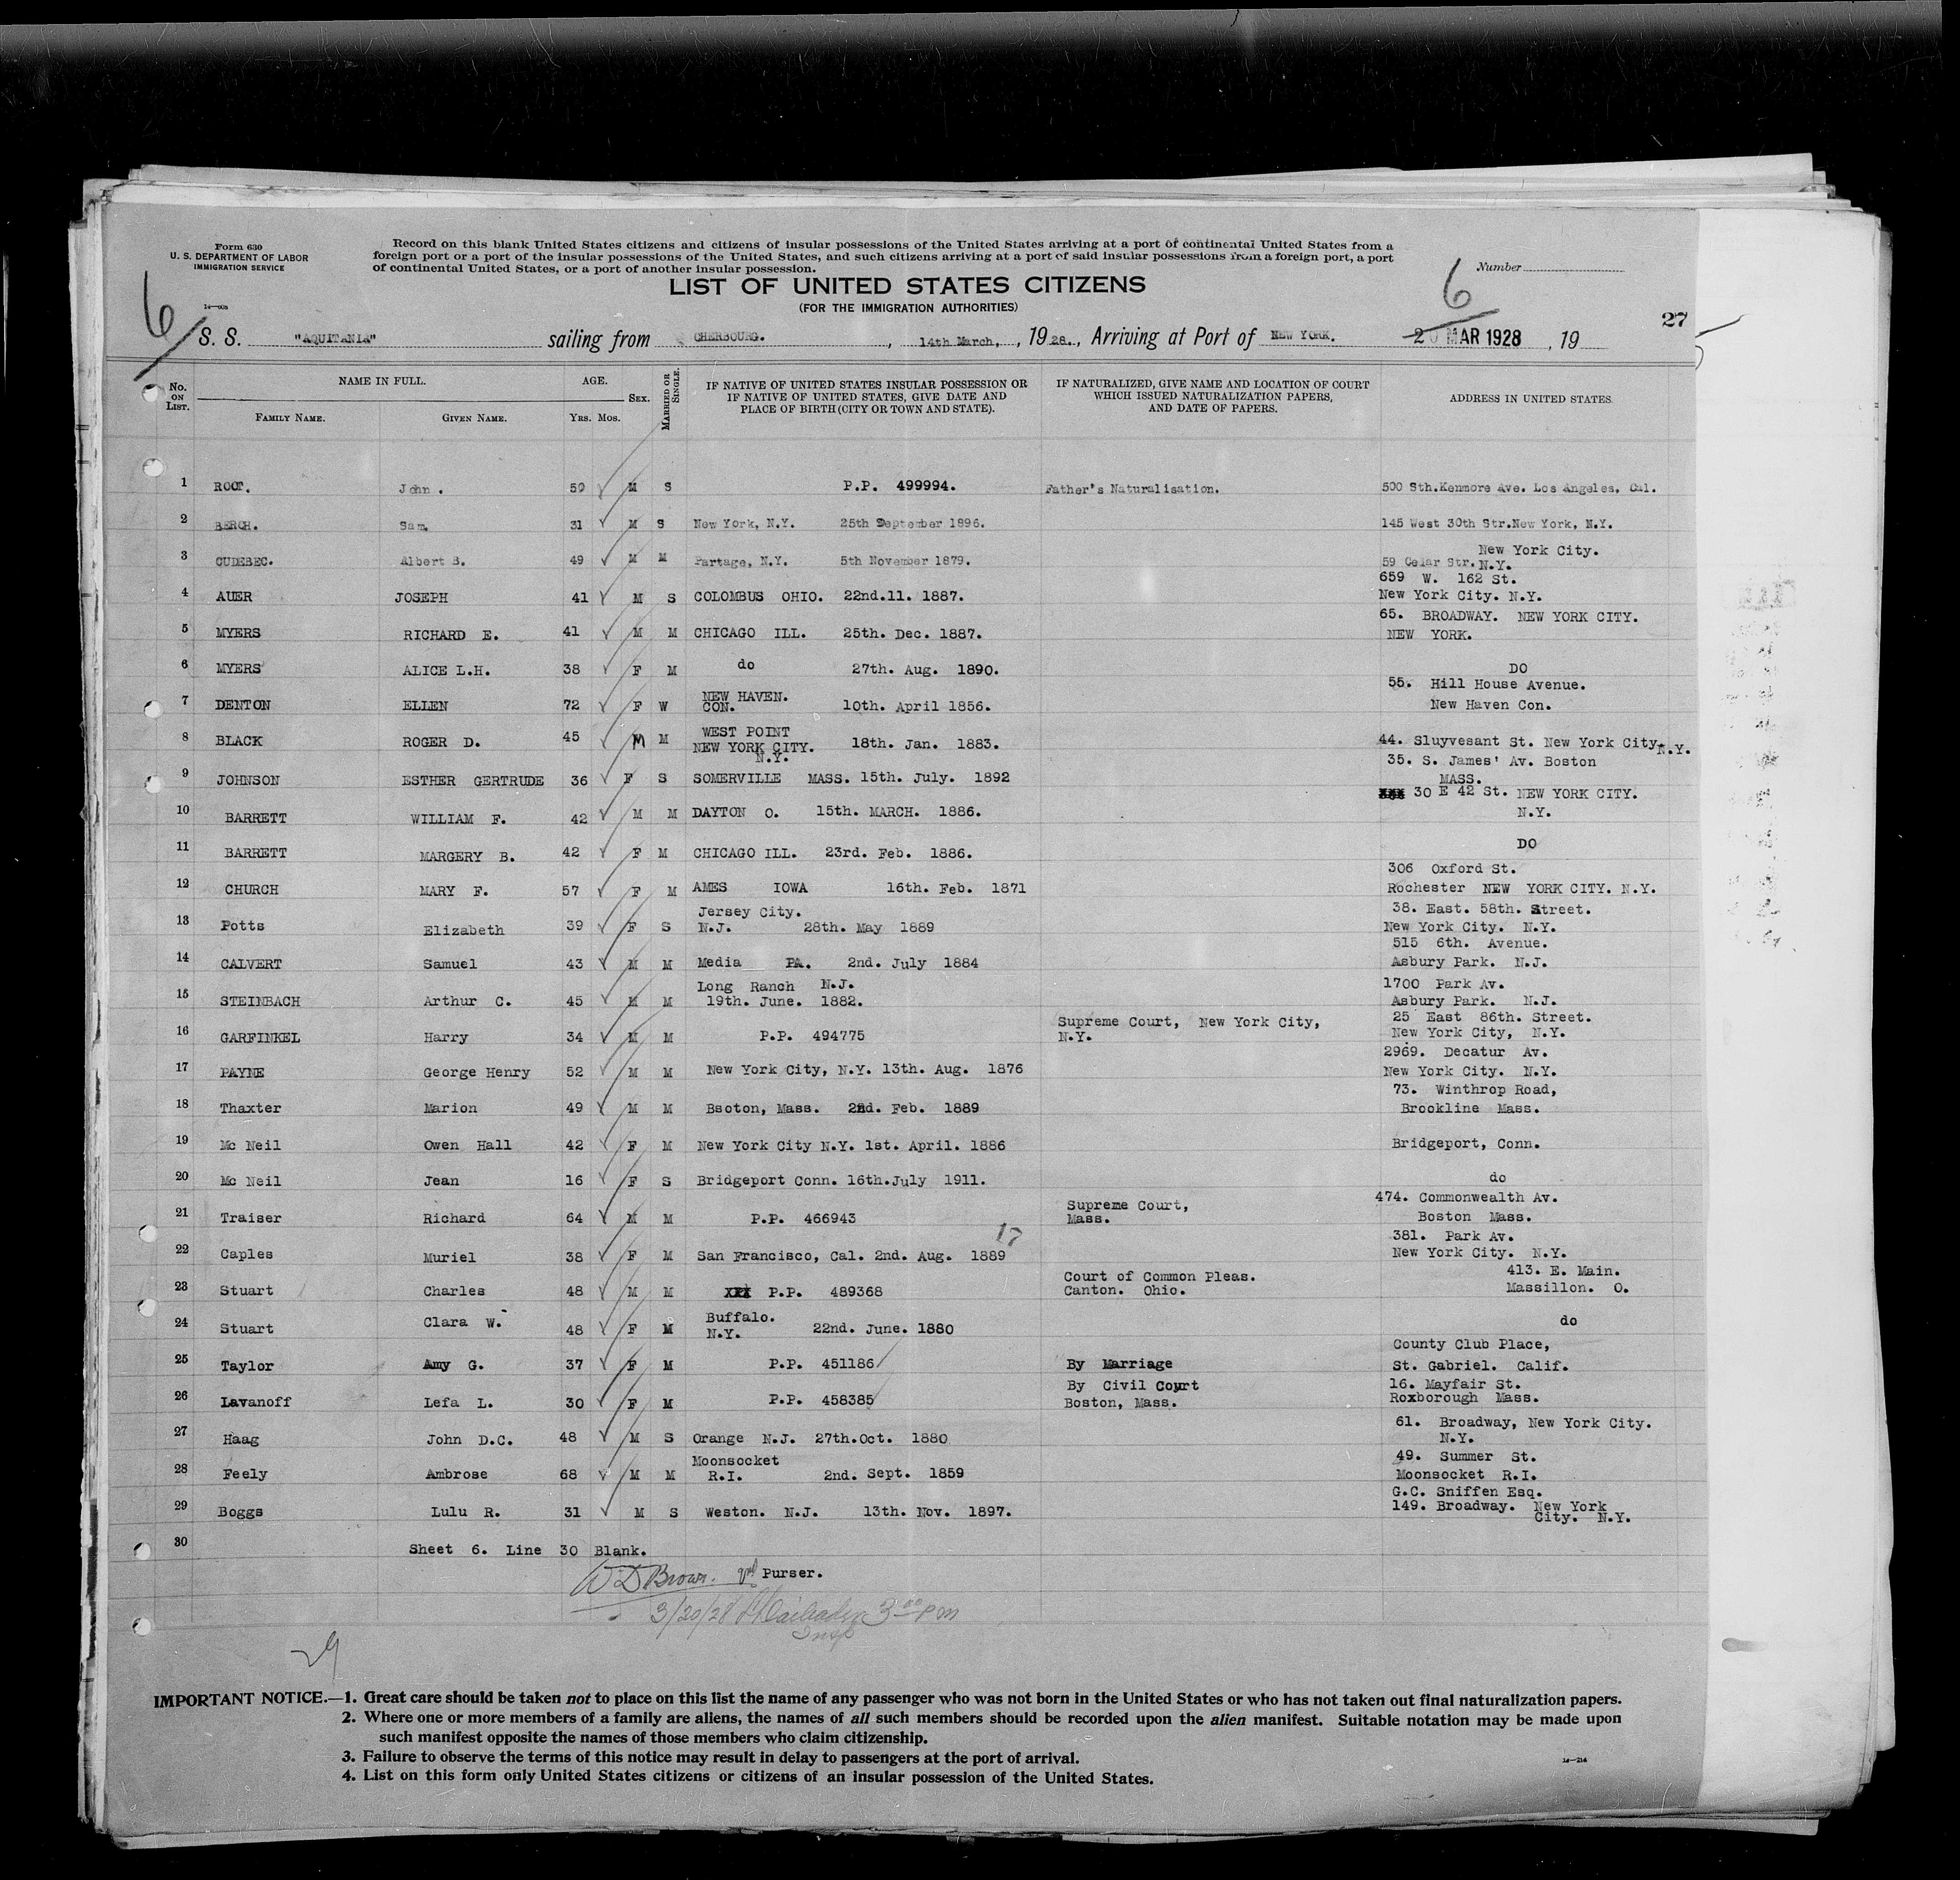 Form 630
U. S. DEPARTMENT OF LABOR
IMMIGRATION SERVICE
Record on this blank United States citizens and citizens of insular possessions of the United States arriving at a port of continental United States from a
foreign port or a port of the insular possessions of the United States, and such citizens arriving at a port of said insular possessions from a foreign port, a port
of continental United States, or a port of another insular possession.
Number
LIST OF UNITED STATES CITIZENS
(FOR THE IMMIGRATION AUTHORITIES)
6 6 27
S. S. "AQUITANIA" sailing from CHERBOURG. , 14th March, , 19 28. , Arriving at Port of NEW YORK. 20 MAR 1928 , 19
No. ON LIST. NAME IN FULL. FAMILY NAME. GIVEN NAME. AGE. Yrs. Mos. SEX. MARRIED OR SINGLE. IF NATIVE OF UNITED STATES INSULAR POSSESSION OR IF NATIVE OF UNITED STATES, GIVE DATE AND PLACE OF BIRTH (CITY OR TOWN AND STATE). IF NATURALIZED, GIVE NAME AND LOCATION OF COURT WHICH ISSUED NATURALIZATION PAPERS, AND DATE OF PAPERS. ADDRESS IN UNITED STATES.
1 ROOT. John . 59 M S P.P. 499994. Father's Naturalisation. 500 Sth.Kenmore Ave. Los Angeles, Cal.
2 BERCH. Sam. 31 M S New York, N.Y. 25th September 1896. 145 West 30th Str.New York, N.Y.
3 CUDEBEC. Albert B. 49 M M Partage, N.Y. 5th November 1879. 59 Cedar Str. New York City. N.Y.
4 AUER JOSEPH 41 M S COLOMBUS OHIO. 22nd.11. 1887. 659 W. 162 St. New York City. N.Y.
5 MYERS RICHARD E. 41 M M CHICAGO ILL. 25th. Dec. 1887. 65. BROADWAY. NEW YORK CITY. NEW YORK.
6 MYERS ALICE L.H. 38 F M do 27th. Aug. 1890. DO
7 DENTON ELLEN 72 F W NEW HAVEN. CON. 10th. April 1856. 55. Hill House Avenue. New Haven Con.
8 BLACK ROGER D. 45 M M WEST POINT NEW YORK CITY. N.Y. 18th. Jan. 1883. 44. Sluyvesant St. New York City. N.Y.
9 JOHNSON ESTHER GERTRUDE 36 F S SOMERVILLE MASS. 15th. July. 1892 35. S. James' Av. Boston MASS.
10 BARRETT WILLIAM F. 42 M M DAYTON O. 15th. MARCH. 1886. xxx 30 E 42 St. NEW YORK CITY. N.Y.
11 BARRETT MARGERY B. 42 F M CHICAGO ILL. 23rd. Feb. 1886. DO
12 CHURCH MARY F. 57 F M AMES IOWA 16th. Feb. 1871 306 Oxford St. Rochester NEW YORK CITY. N.Y.
13 Potts Elizabeth 39 F S Jersey City. N.J. 28th. May 1889 38. East. 58th. Street. New York City. N.Y.
14 CALVERT Samuel 43 M M Media PA. 2nd. July 1884 515 6th. Avenue. Asbury Park. N.J.
15 STEINBACH Arthur C. 45 M M Long Ranch N.J. 19th. June. 1882. 1700 Park Av. Asbury Park. N.J.
16 GARFINKEL Harry 34 M M P.P. 494775 Supreme Court, New York City, N.Y. 25 East 86th. Street. New York City, N.Y.
17 PAYNE George Henry 52 M M New York City, N.Y. 13th. Aug. 1876 2969. Decatur Av. New York City. N.Y.
18 Thaxter Marion 49 M M Bsoton, Mass. 2nd. Feb. 1889 73. Winthrop Road, Brookline Mass.
19 Mc Neil Owen Hall 42 F M New York City N.Y. 1st. April. 1886 Bridgeport, Conn.
20 Mc Neil Jean 16 F S Bridgeport Conn. 16th.July 1911. do
21 Traiser Richard 64 M M P.P. 466943 Supreme Court, Mass. 474. Commonwealth Av. Boston Mass.
22 Caples Muriel 38 F M San Francisco, Cal. 2nd. Aug. 1889 17 381. Park Av. New York City. N.Y.
23 Stuart Charles 48 M M xxx P.P. 489368 Court of Common Pleas. Canton. Ohio. 413. E. Main. Massillon. O.
24 Stuart Clara W. 48 F M Buffalo. N.Y. 22nd. June. 1880 do
25 Taylor Amy G. 37 F M P.P. 451186 By Marriage County Club Place, St. Gabriel. Calif.
26 Lavanoff Lefa L. 30 F M P.P. 458385 By Civil Court Boston, Mass. 16. Mayfair St. Roxborough Mass.
27 Haag John D.C. 48 M S Orange N.J. 27th.Oct. 1880 61. Broadway, New York City. N.Y.
28 Feely Ambrose 68 M M Moonsocket R.I. 2nd. Sept. 1859 49. Summer St. Moonsocket R.I.
29 Boggs Lulu R. 31 M S Weston. N.J. 13th. Nov. 1897. G.C. Sniffen Esq. 149. Broadway. New York City. N.Y.
30 Sheet 6. Line 30 Blank.
W D Brown. Purser.
3/20/28 3 00 PM
Insp
29
IMPORTANT NOTICE.—1. Great care should be taken not to place on this list the name of any passenger who was not born in the United States or who has not taken out final naturalization papers.
2. Where one or more members of a family are aliens, the names of all such members should be recorded upon the alien manifest. Suitable notation may be made upon
such manifest opposite the names of those members who claim citizenship.
3. Failure to observe the terms of this notice may result in delay to passengers at the port of arrival.
4. List on this form only United States citizens or citizens of an insular possession of the United States.